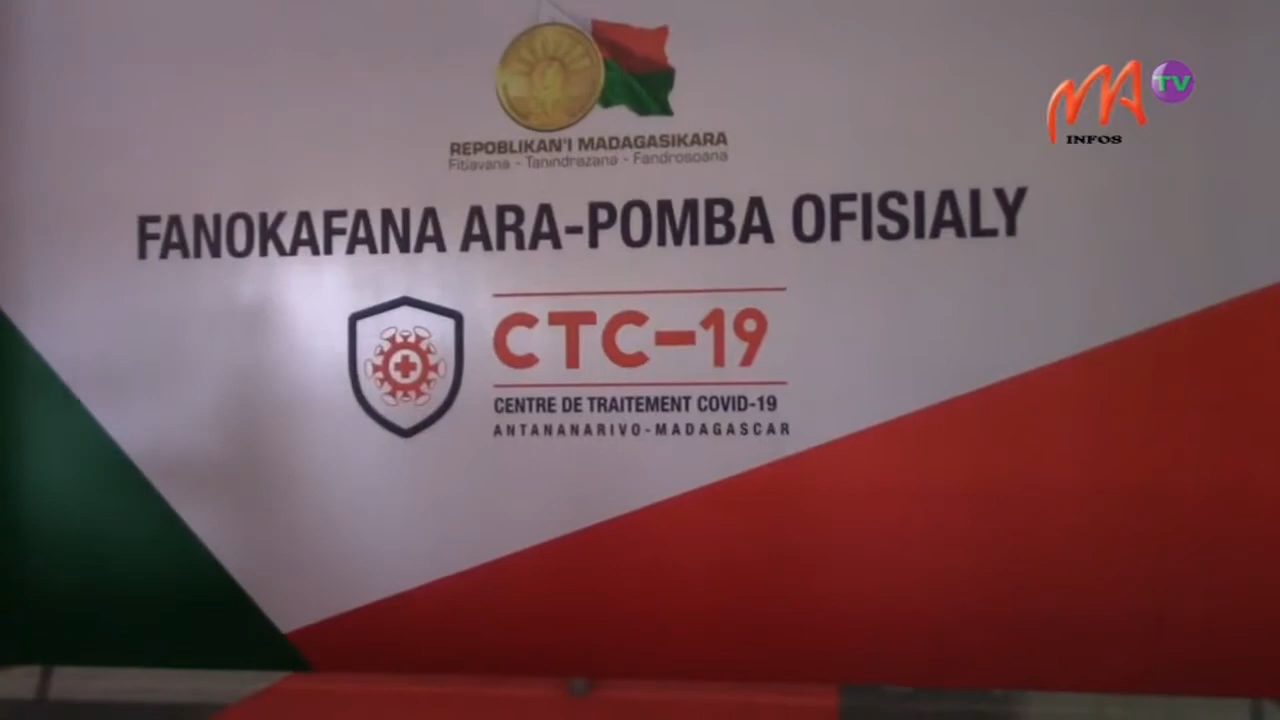 REPOBLIKAN'I MADAGASIKARA
Fitiavana - Tanindrazana - Fandrosoana
FANOKAFANA ARA-POMBA OFISIALY
CTC-19
CENTRE DE TRAITEMENT COVID-19
ANTANANARIVO-MADAGASCAR
MA TV
INFOS